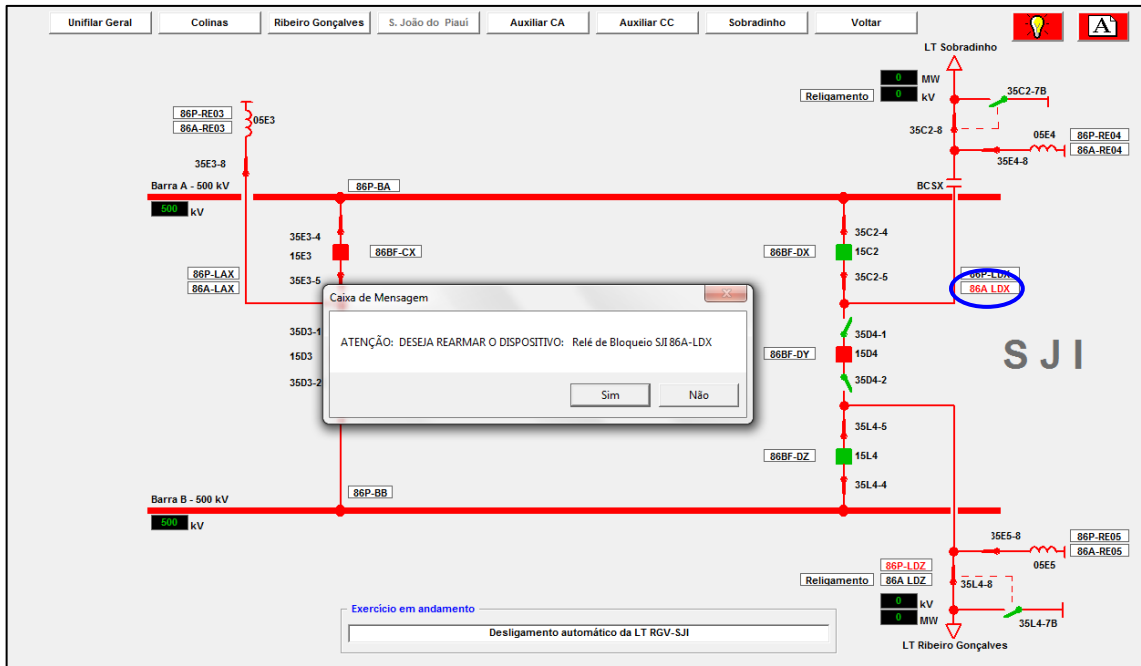 Unifilar Geral
Colinas
Ribeiro Gonçalves
S. João do Piauí
Auxiliar CA
Auxiliar CC
Sobradinho
Voltar
A
LT Sobradinho
0 MW
Religamento 0 kV
35C2-7B
35C2-8
05E4
86P-RE04
86A-RE04
35E4-8
BCSX
86P-RE03
86A-RE03
05E3
35E3-8
Barra A - 500 kV
500 kV
86P-BA
35E3-4
15E3
86BF-CX
35E3-5
86P-LAX
86A-LAX
35C2-4
86BF-DX
15C2
35C2-5
86P-LDX
86A LDX
Caixa de Mensagem
ATENÇÃO: DESEJA REARMAR O DISPOSITIVO: Relé de Bloqueio SJI 86A-LDX
Sim
Não
35D3-1
15D3
35D3-2
35D4-1
86BF-DY
15D4
35D4-2
SJI
35L4-5
86BF-DZ
15L4
35L4-4
86P-BB
Barra B - 500 kV
500 kV
35E5-8
86P-RE05
86A-RE05
05E5
86P-LDZ
Religamento 86A LDZ
35L4-8
0 kV
0 MW
35L4-7B
LT Ribeiro Gonçalves
Exercício em andamento
Desligamento automático da LT RGV-SJI